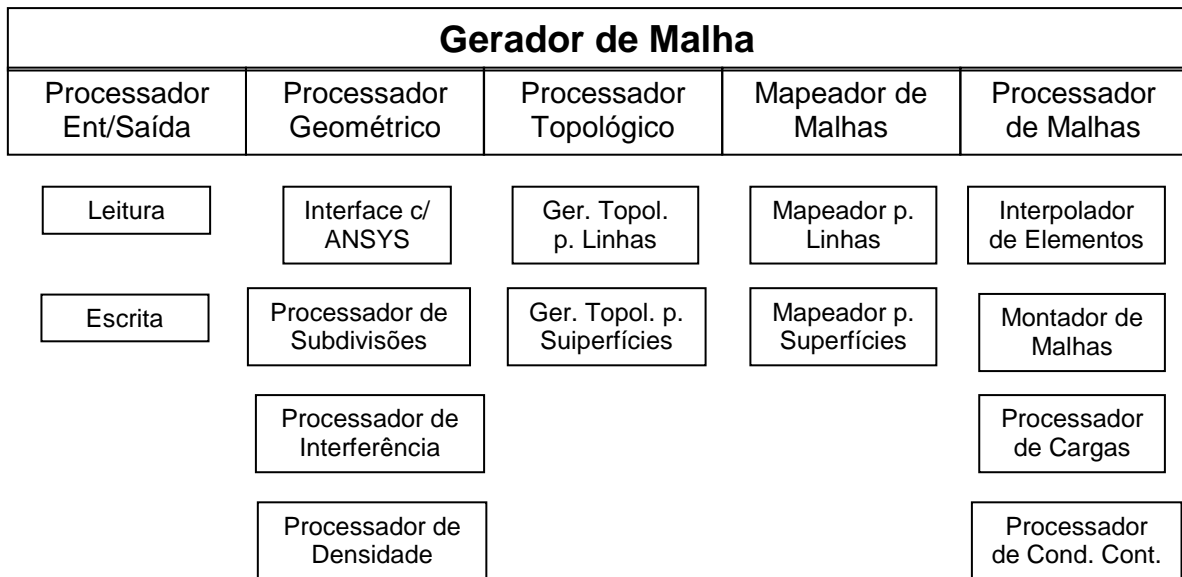 Gerador de Malha
Processador
Ent/Saída
Processador
Geométrico
Processador
Topológico
Mapeador de
Malhas
Processador
de Malhas
Leitura
Interface c/
ANSYS
Ger. Topol.
p. Linhas
Mapeador p.
Linhas
Interpolador
de Elementos
Escrita
Processador de
Subdivisões
Ger. Topol. p.
Suiperfícies
Mapeador p.
Superfícies
Montador de
Malhas
Processador de
Interferência
Processador
de Cargas
Processador de
Densidade
Processador
de Cond. Cont.